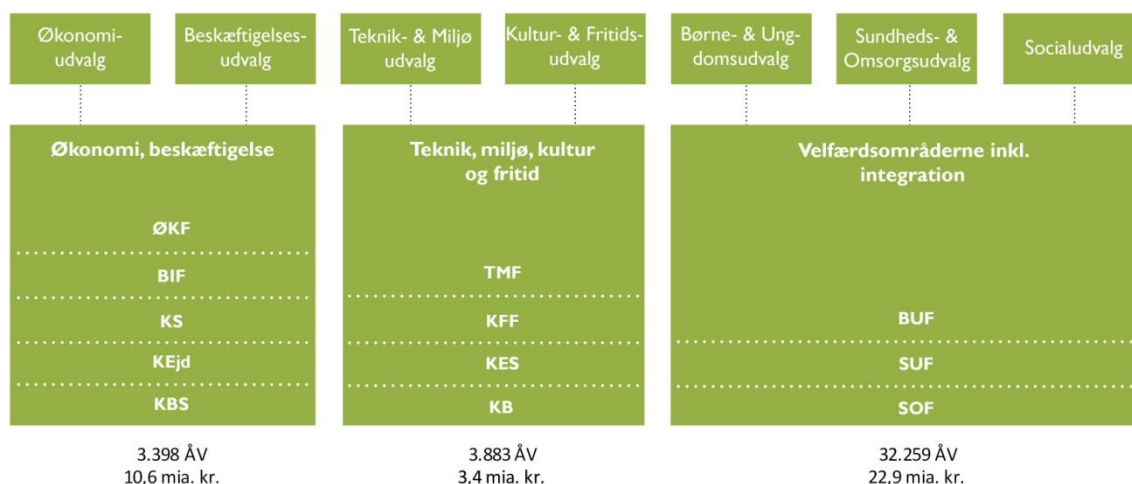 Økonomi-
udvalg
Beskæftigelses-
udvalg
Teknik- & Miljø
udvalg
Kultur- & Fritids-
udvalg
Børne- & Ung-
domsudvalg
Sundheds- &
Omsorgsudvalg
Socialudvalg
Økonomi, beskæftigelse
ØKF
BIF
KS
KEjd
KBS
3.398 ÅV
10,6 mia. kr.
Teknik, miljø, kultur
og fritid
TMF
KFF
KES
KB
3.883 ÅV
3,4 mia. kr.
Velfærdsområderne inkl.
integration
BUF
SUF
SOF
32.259 ÅV
22,9 mia. kr.